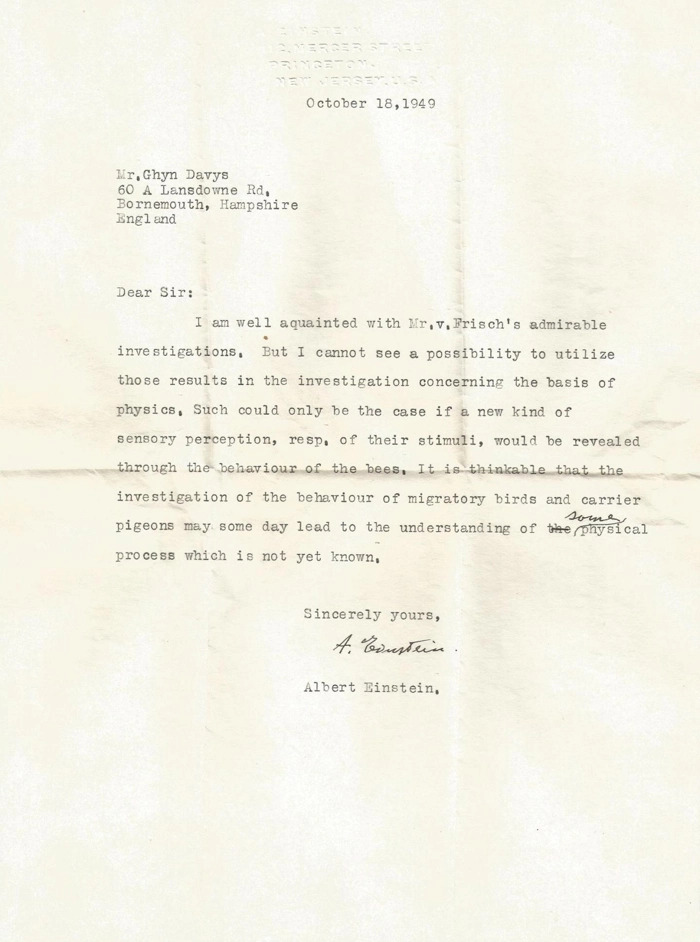 MERCER STREET
PRINCETON,
NEW JERSEY, U.S.
October 18,1949
Mr.Ghyn Davys
60 A Lansdowne Rd.
Bornemouth, Hampshire
England
Dear Sir:
I am well aquainted with Mr.v.Frisch's admirable
investigations. But I cannot see a possibility to utilize
those results in the investigation concerning the basis of
physics. Such could only be the case if a new kind of
sensory perception, resp. of their stimuli, would be revealed
through the behaviour of the bees. It is thinkable that the
investigation of the behaviour of migratory birds and carrier
some
pigeons may some day lead to the understanding of the physical
process which is not yet known.
Sincerely yours,
A. Einstein.
Albert Einstein.